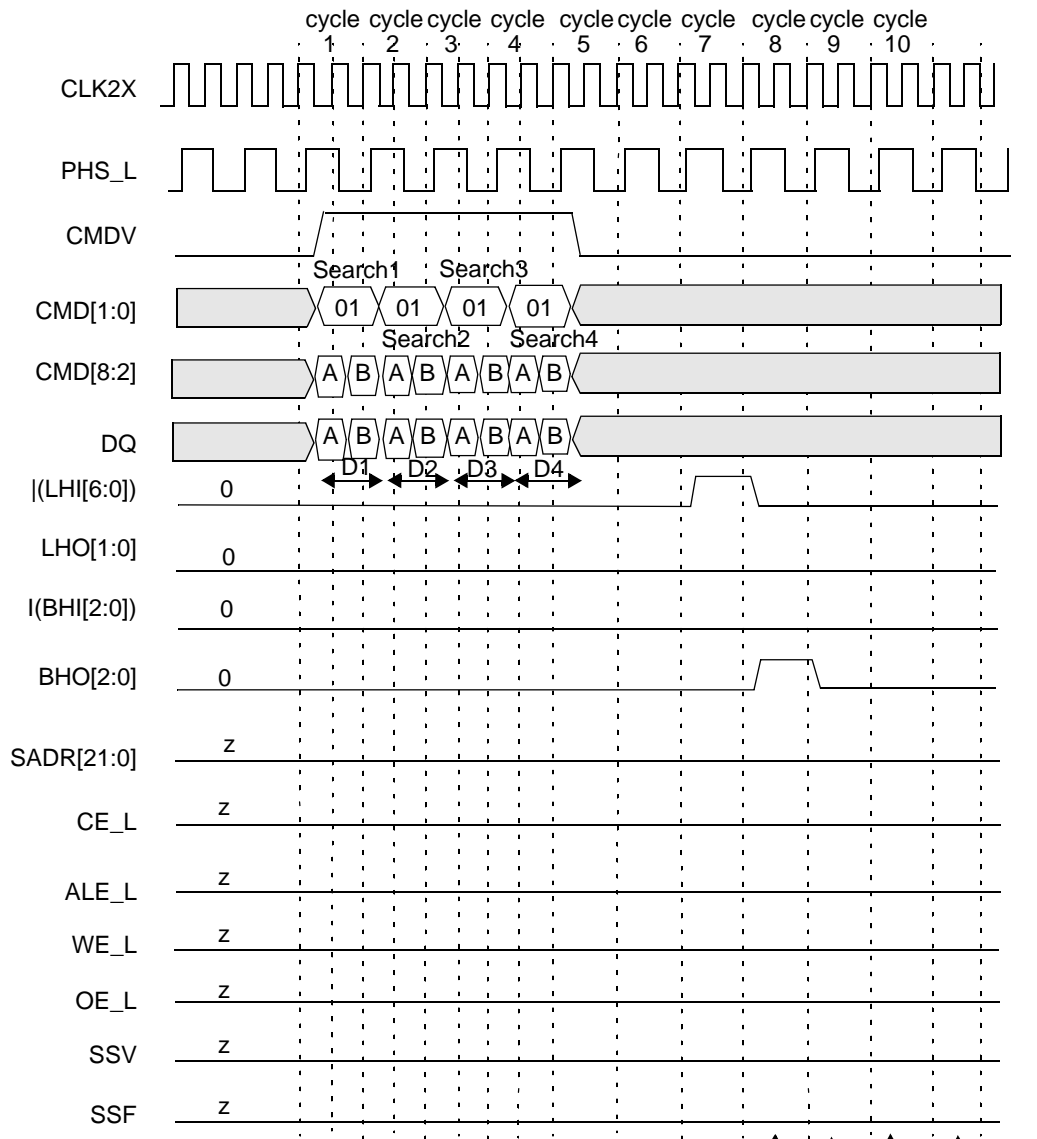 cycle cycle cycle cycle cycle cycle cycle cycle cycle cycle
1 2 3 4 5 6 7 8 9 10
CLK2X
PHS_L
CMDV
Search1 Search3
CMD[1:0] 01 01 01 01
Search2 Search4
CMD[8:2] A B A B A B A B
DQ A B A B A B A B
D1 D2 D3 D4
|(LHI[6:0]) 0
LHO[1:0] 0
I(BHI[2:0]) 0
BHO[2:0] 0
SADR[21:0] z
CE_L z
ALE_L z
WE_L z
OE_L z
SSV z
SSF z